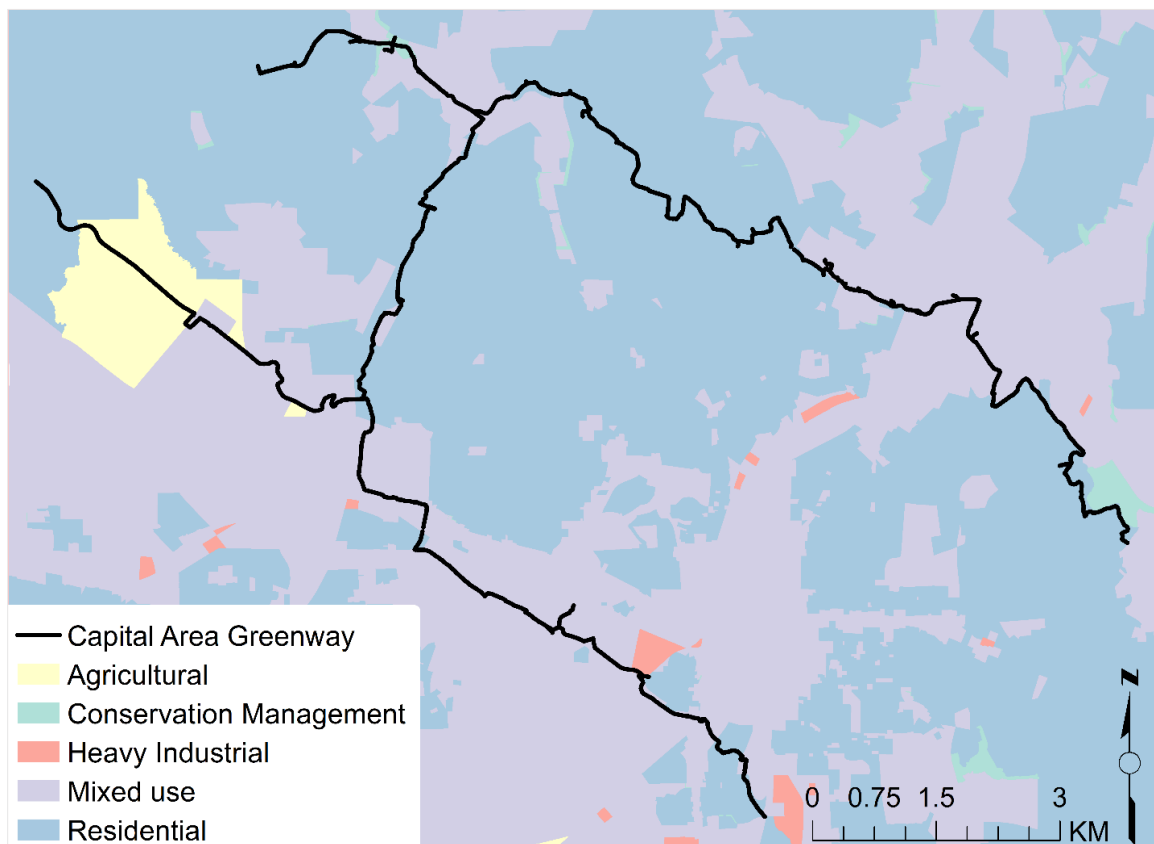 Capital Area Greenway
Agricultural
Conservation Management
Heavy Industrial
Mixed use
Residential
N
0 0.75 1.5 3
KM